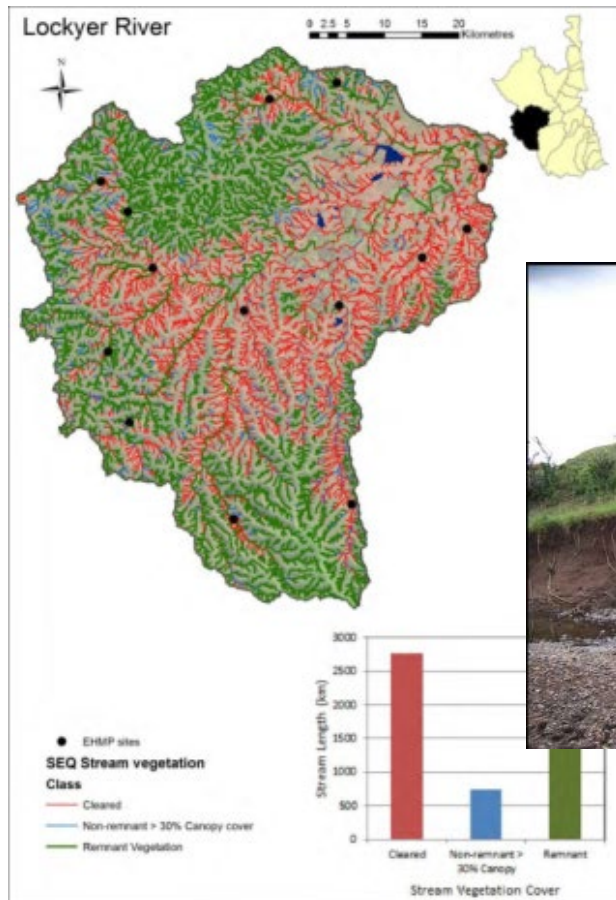 Lockyer River
0 2.5 5 10 15 20
Kilometres
N
EHMP sites
SEQ Stream vegetation
Class
Cleared
Non-remnant > 30% Canopy cover
Remnant Vegetation
Stream Length (km)
3000
2500
2000
1500
1000
500
0
Cleared
Non-remnant >
30% Canopy
Remnant
Stream Vegetation Cover